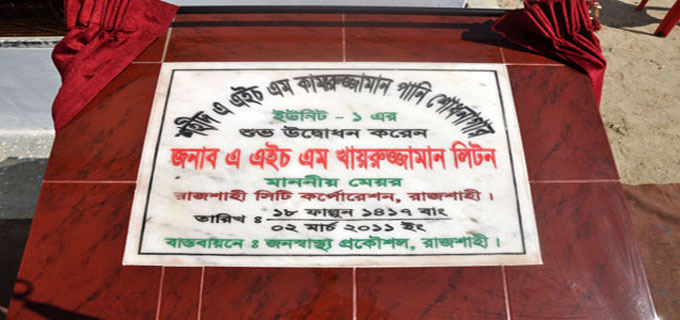 শহীদ এ এইচ এম কামারুজ্জামান পানি শোধনাগার
ইউনিট - ১ এর
শুভ উদ্বোধন করেন
জনাব এ এইচ এম খায়রুজ্জামান লিটন
মাননীয় মেয়র
রাজশাহী সিটি কর্পোরেশন, রাজশাহী।
তারিখ : ১৮ ফাল্গুন ১৪১৭ বাং
০২ মার্চ ২০১১ ইং
বাস্তবায়নে : জনস্বাস্থ্য প্রকৌশল, রাজশাহী।